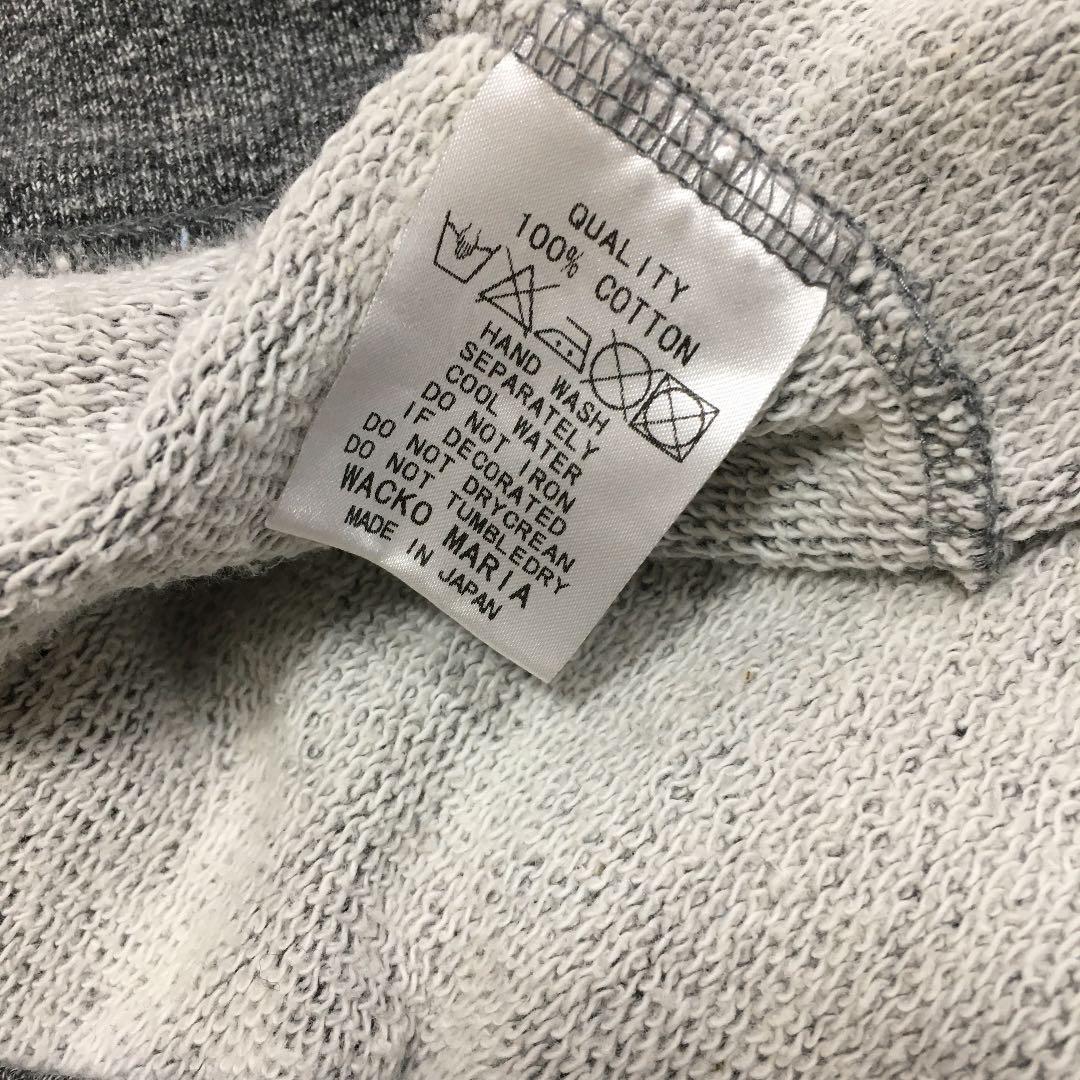 QUALITY
100% COTTON
HAND WASH
SEPARATELY
COOL WATER
DO NOT IRON
IF DECORATED
DO NOT DRYCREAN
DO NOT TUMBLEDRY
WACKO MARIA
MADE IN JAPAN